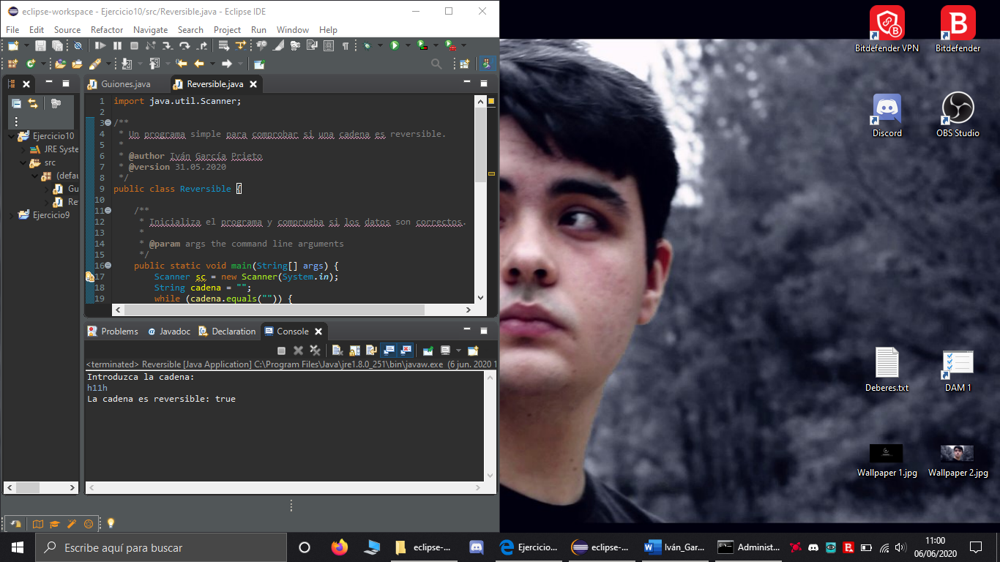 eclipse-workspace - Ejercicio10/src/Reversible.java - Eclipse IDE
File Edit Source Refactor Navigate Search Project Run Window Help
Guiones.java Reversible.java
Ejercicio10
JRE Syste
src
(defau
Gu
Re
Ejercicio9
1 import java.util.Scanner;
2
3 /**
4 * Un programa simple para comprobar si una cadena es reversible.
5 *
6 * @author Iván García Prieto
7 * @version 31.05.2020
8 */
9 public class Reversible {
10
11 /**
12 * Inicializa el programa y comprueba si los datos son correctos.
13 *
14 * @param args the command line arguments
15 */
16 public static void main(String[] args) {
17 Scanner sc = new Scanner(System.in);
18 String cadena = "";
19 while (cadena.equals("")) {
Problems Javadoc Declaration Console
<terminated> Reversible [Java Application] C:\Program Files\Java\jre1.8.0_251\bin\javaw.exe (6 jun. 2020 1
Introduzca la cadena:
h11h
La cadena es reversible: true
Bitdefender VPN Bitdefender
Discord OBS Studio
Deberes.txt DAM 1
Wallpaper 1.jpg Wallpaper 2.jpg
Escribe aquí para buscar
eclipse-... Ejercicio... eclipse-... Iván_Gar... Administ...
11:00
06/06/2020